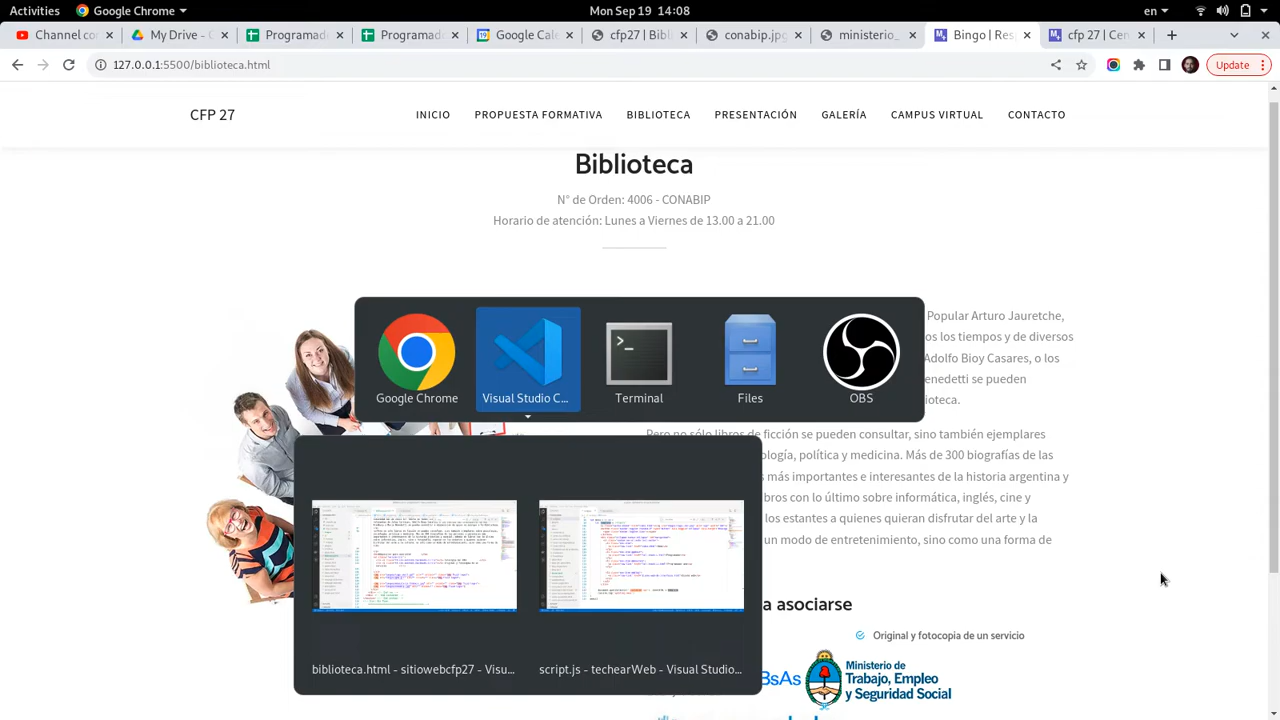 Activities
Google Chrome
Mon Sep 19 14:08
en
Channel co
My Drive - C
Programad
Programad
Google Cale
cfp27 | Bibl
conabip.jpg
ministerio_
Bingo | Res
cfp 27 | Cen
127.0.0.1:5500/biblioteca.html
Update
CFP 27
INICIO
PROPUESTA FORMATIVA
BIBLIOTECA
PRESENTACIÓN
GALERÍA
CAMPUS VIRTUAL
CONTACTO
Biblioteca
N° de Orden: 4006 - CONABIP
Horario de atención: Lunes a Viernes de 13.00 a 21.00
Popular Arturo Jauretche,
os los tiempos y de diversos
Adolfo Bioy Casares, o los
enedetti se pueden
ioteca.
Google Chrome
Visual Studio C...
Terminal
Files
OBS
Pero no sólo libros de ficción se pueden consultar, sino también ejemplares
ología, política y medicina. Más de 300 biografías de las
s más importantes e interesantes de la historia argentina y
bros con lo último sobre informática, inglés, cine y
os espera a quienes quieran disfrutar del arte y la
un modo de entretenimiento, sino como una forma de
a asociarse
Original y fotocopia de un servicio
biblioteca.html - sitiowebcfp27 - Visu...
script.js - techearWeb - Visual Studio...
BsAs
Ministerio de
Trabajo, Empleo
y Seguridad Social